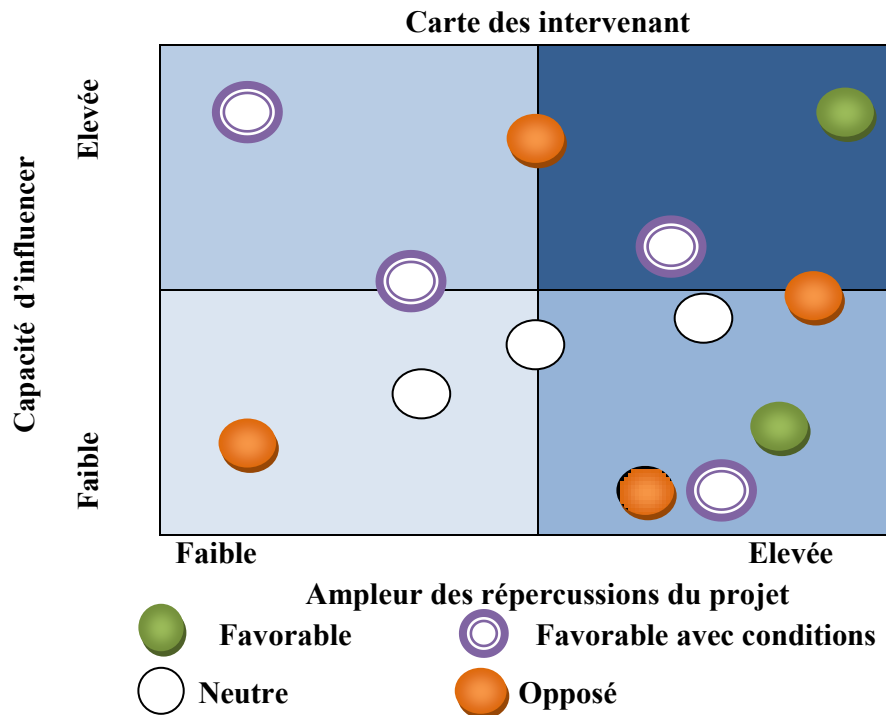 Carte des intervenant
Elevée
Capacité d’influencer
Faible
Faible
Elevée
Ampleur des répercussions du projet
Favorable
Favorable avec conditions
Neutre
Opposé